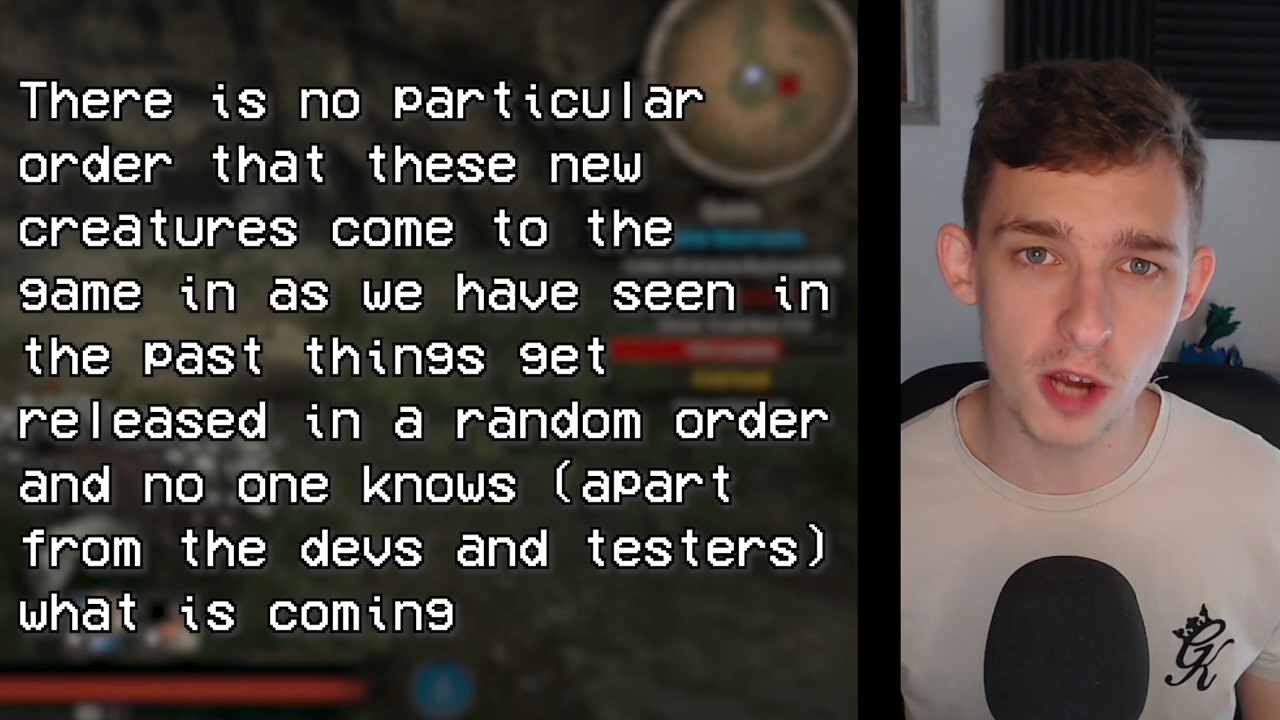 There is no particular
order that these new
creatures come to the
game in as we have seen in
the past things get
released in a random order
and no one knows (apart
from the devs and testers)
what is coming
GK